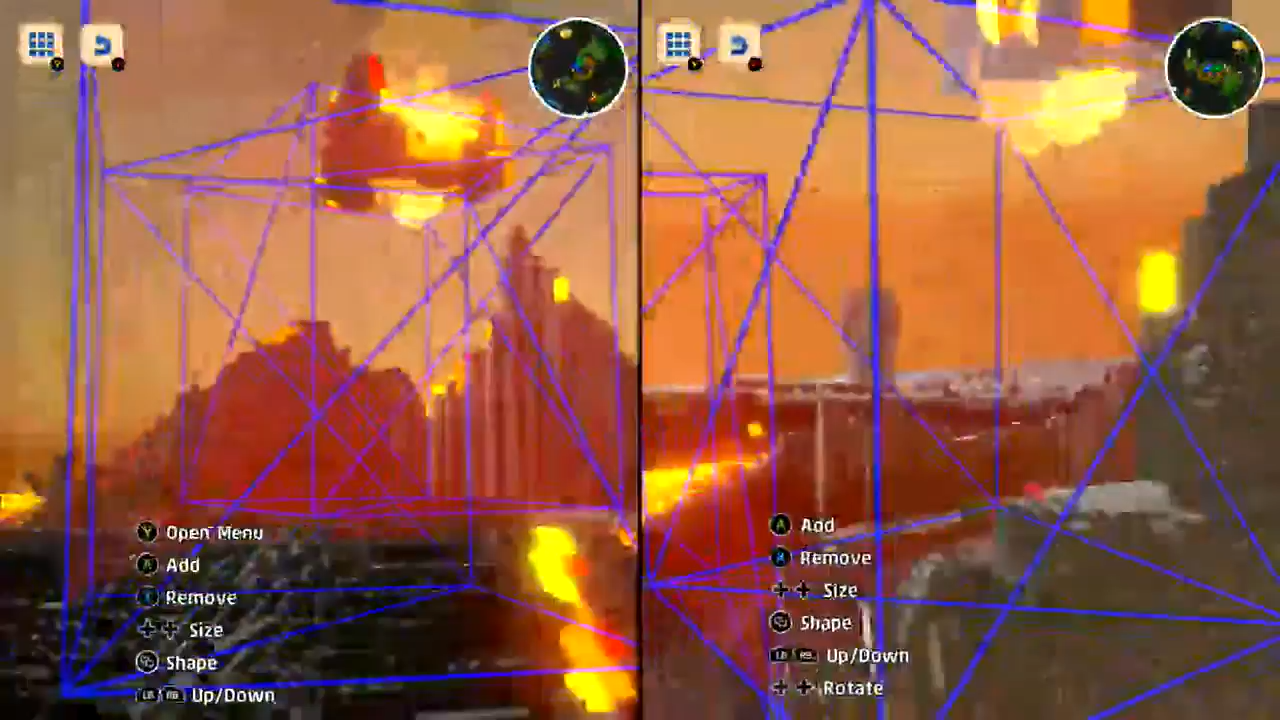 Open Menu
Add
Remove
Size
Shape
Up/Down
Add
Remove
Size
Shape
Up/Down
Rotate